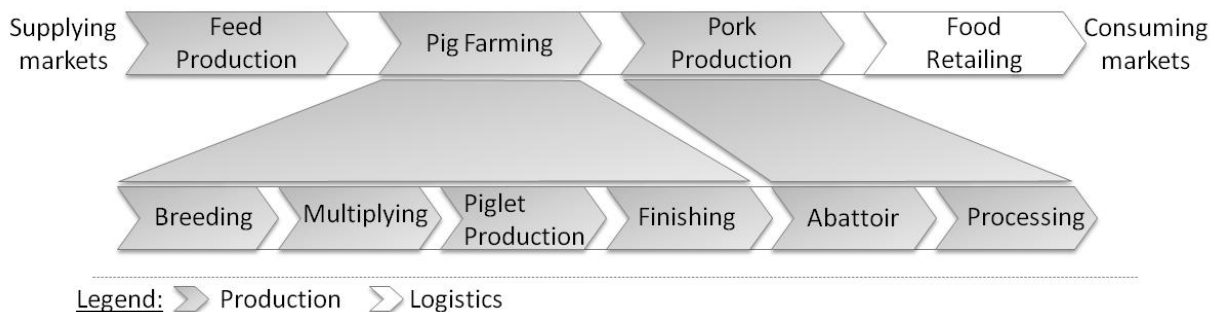 Supplying markets
Feed Production
Pig Farming
Pork Production
Food Retailing
Consuming markets
Breeding
Multiplying
Piglet Production
Finishing
Abattoir
Processing
Legend:
Production
Logistics